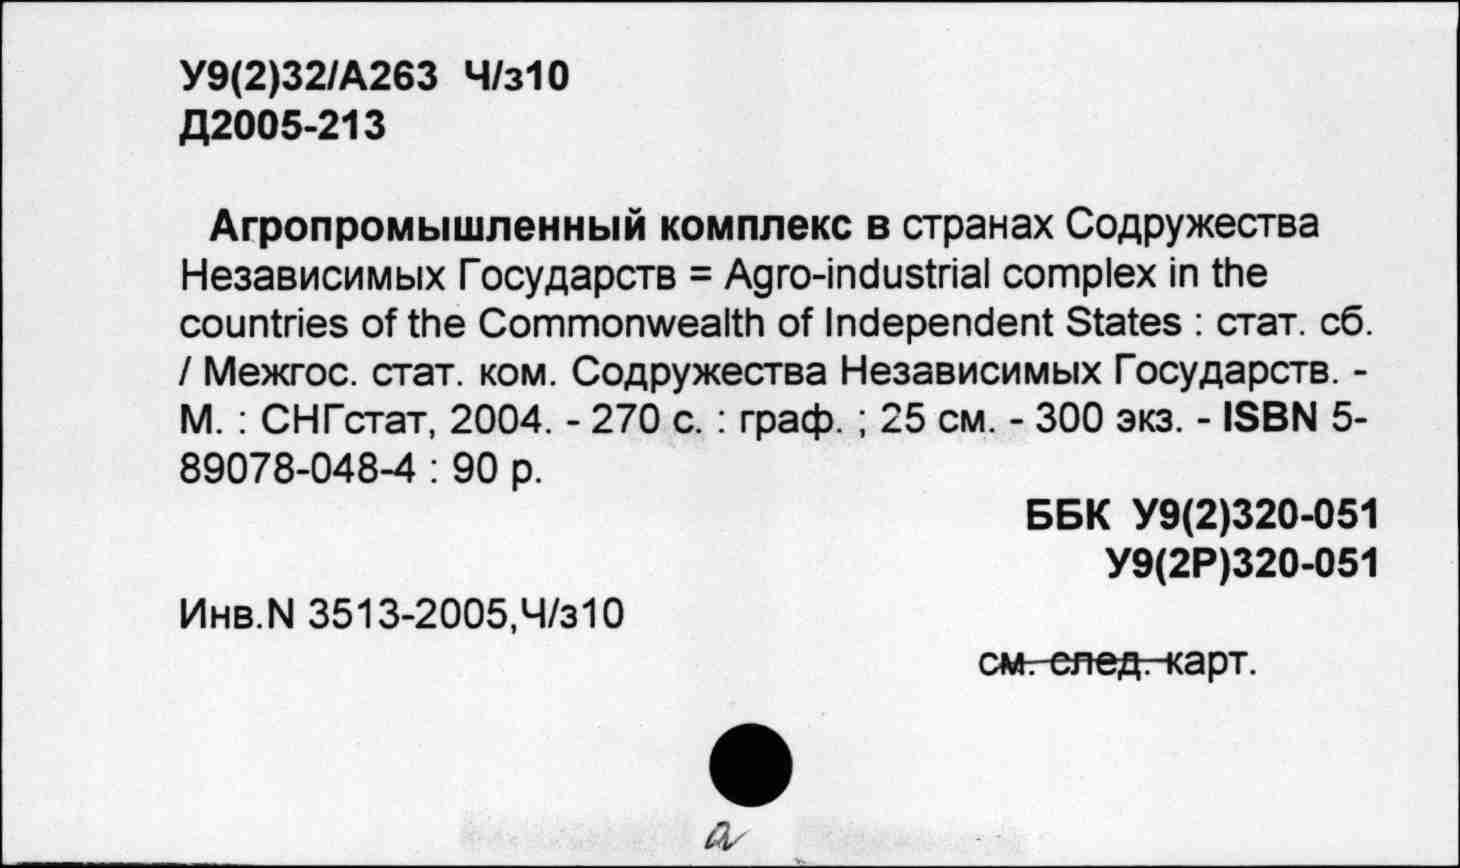 У9(2)32/А263 Ч/з10
Д2005-213
Агропромышленный комплекс в странах Содружества
Независимых Государств = Agro-industrial complex in the
countries of the Commonwealth of Independent States : стат. сб.
/ Межгос. стат. ком. Содружества Независимых Государств. -
М. : СНГстат, 2004. - 270 с. : граф. ; 25 см. - 300 экз. - ISBN 5-
89078-048-4 : 90 р.
ББК У9(2)320-051
У9(2Р)320-051
Инв.N 3513-2005,Ч/з10
см. след. карт.